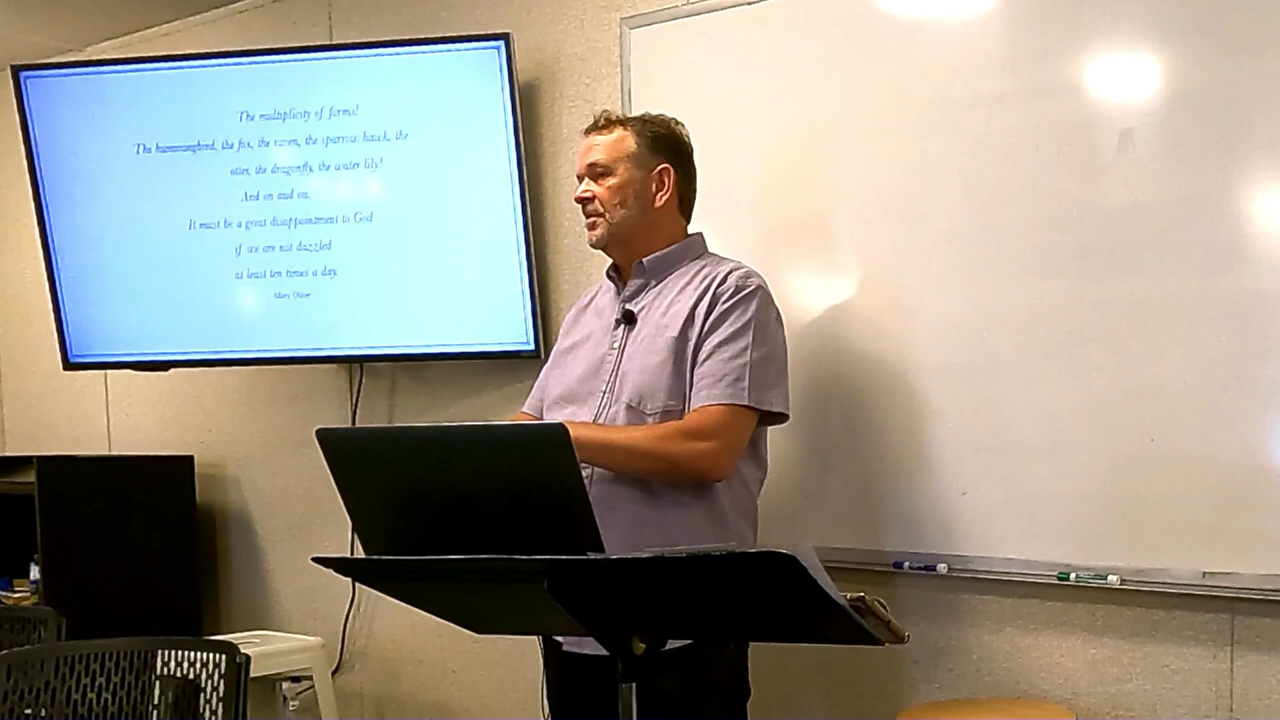 The multiplicity of forms!
The hummingbird, the fox, the raven, the sparrow hawk, the
otter, the dragonfly, the water lily!
And on and on.
It must be a great disappointment to God
if we are not dazzled
at least ten times a day.
Mary Oliver